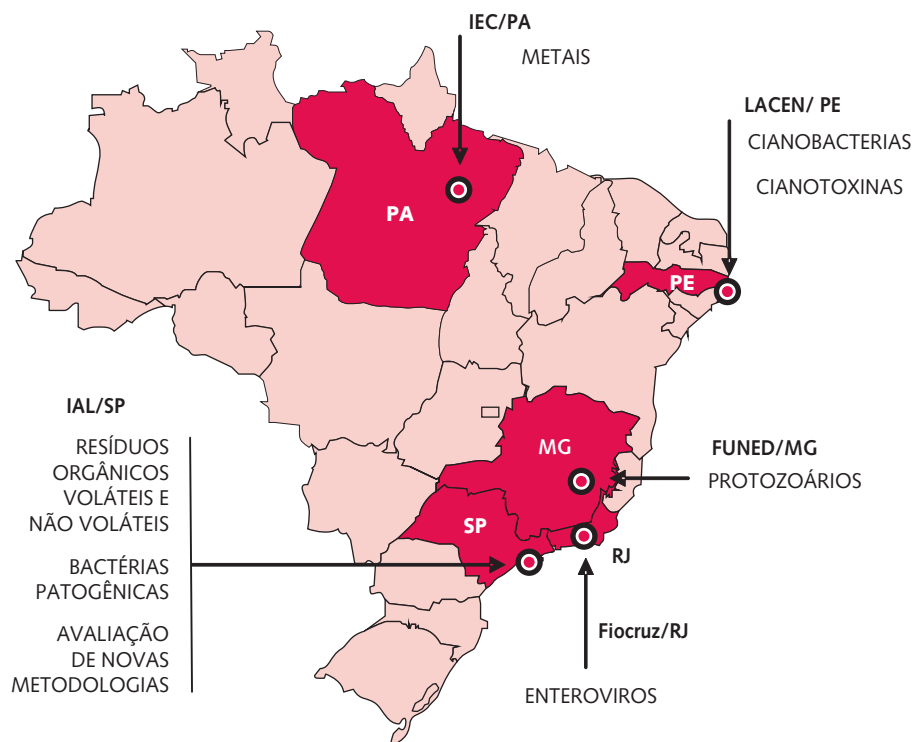 IEC/PA
METAIS
LACEN/ PE
CIANOBACTERIAS
CIANOTOXINAS
PA
PE
IAL/SP
RESÍDUOS
ORGÂNICOS
VOLÁTEIS E
NÃO VOLÁTEIS
BACTÉRIAS
PATOGÊNICAS
AVALIAÇÃO
DE NOVAS
METODOLOGIAS
MG
FUNED/MG
PROTOZOÁRIOS
SP
RJ
Fiocruz/RJ
ENTEROVIROS